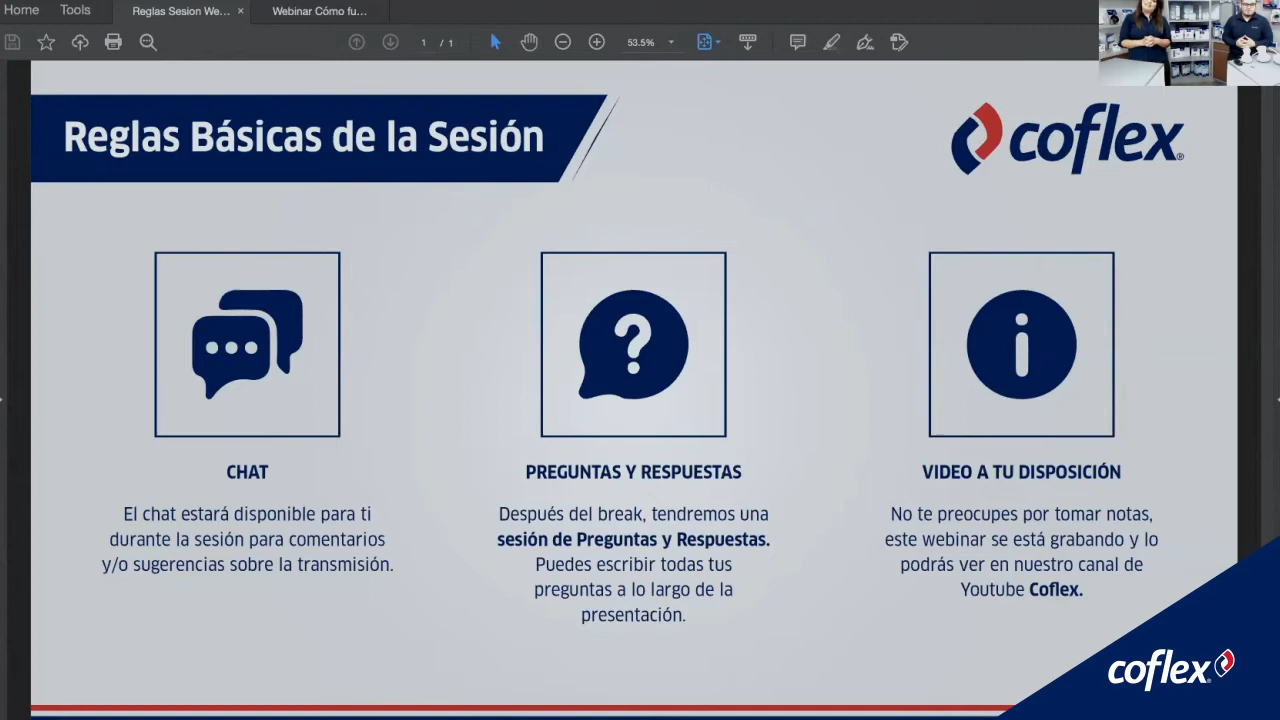 Home
Tools
Reglas Sesion We... ×
Webinar Cómo fu...
1 / 1
53.5%
Reglas Básicas de la Sesión
coflex®
CHAT
El chat estará disponible para ti
durante la sesión para comentarios
y/o sugerencias sobre la transmisión.
PREGUNTAS Y RESPUESTAS
Después del break, tendremos una
sesión de Preguntas y Respuestas.
Puedes escribir todas tus
preguntas a lo largo de la
presentación.
VIDEO A TU DISPOSICIÓN
No te preocupes por tomar notas,
este webinar se está grabando y lo
podrás ver en nuestro canal de
Youtube Coflex.
coflex